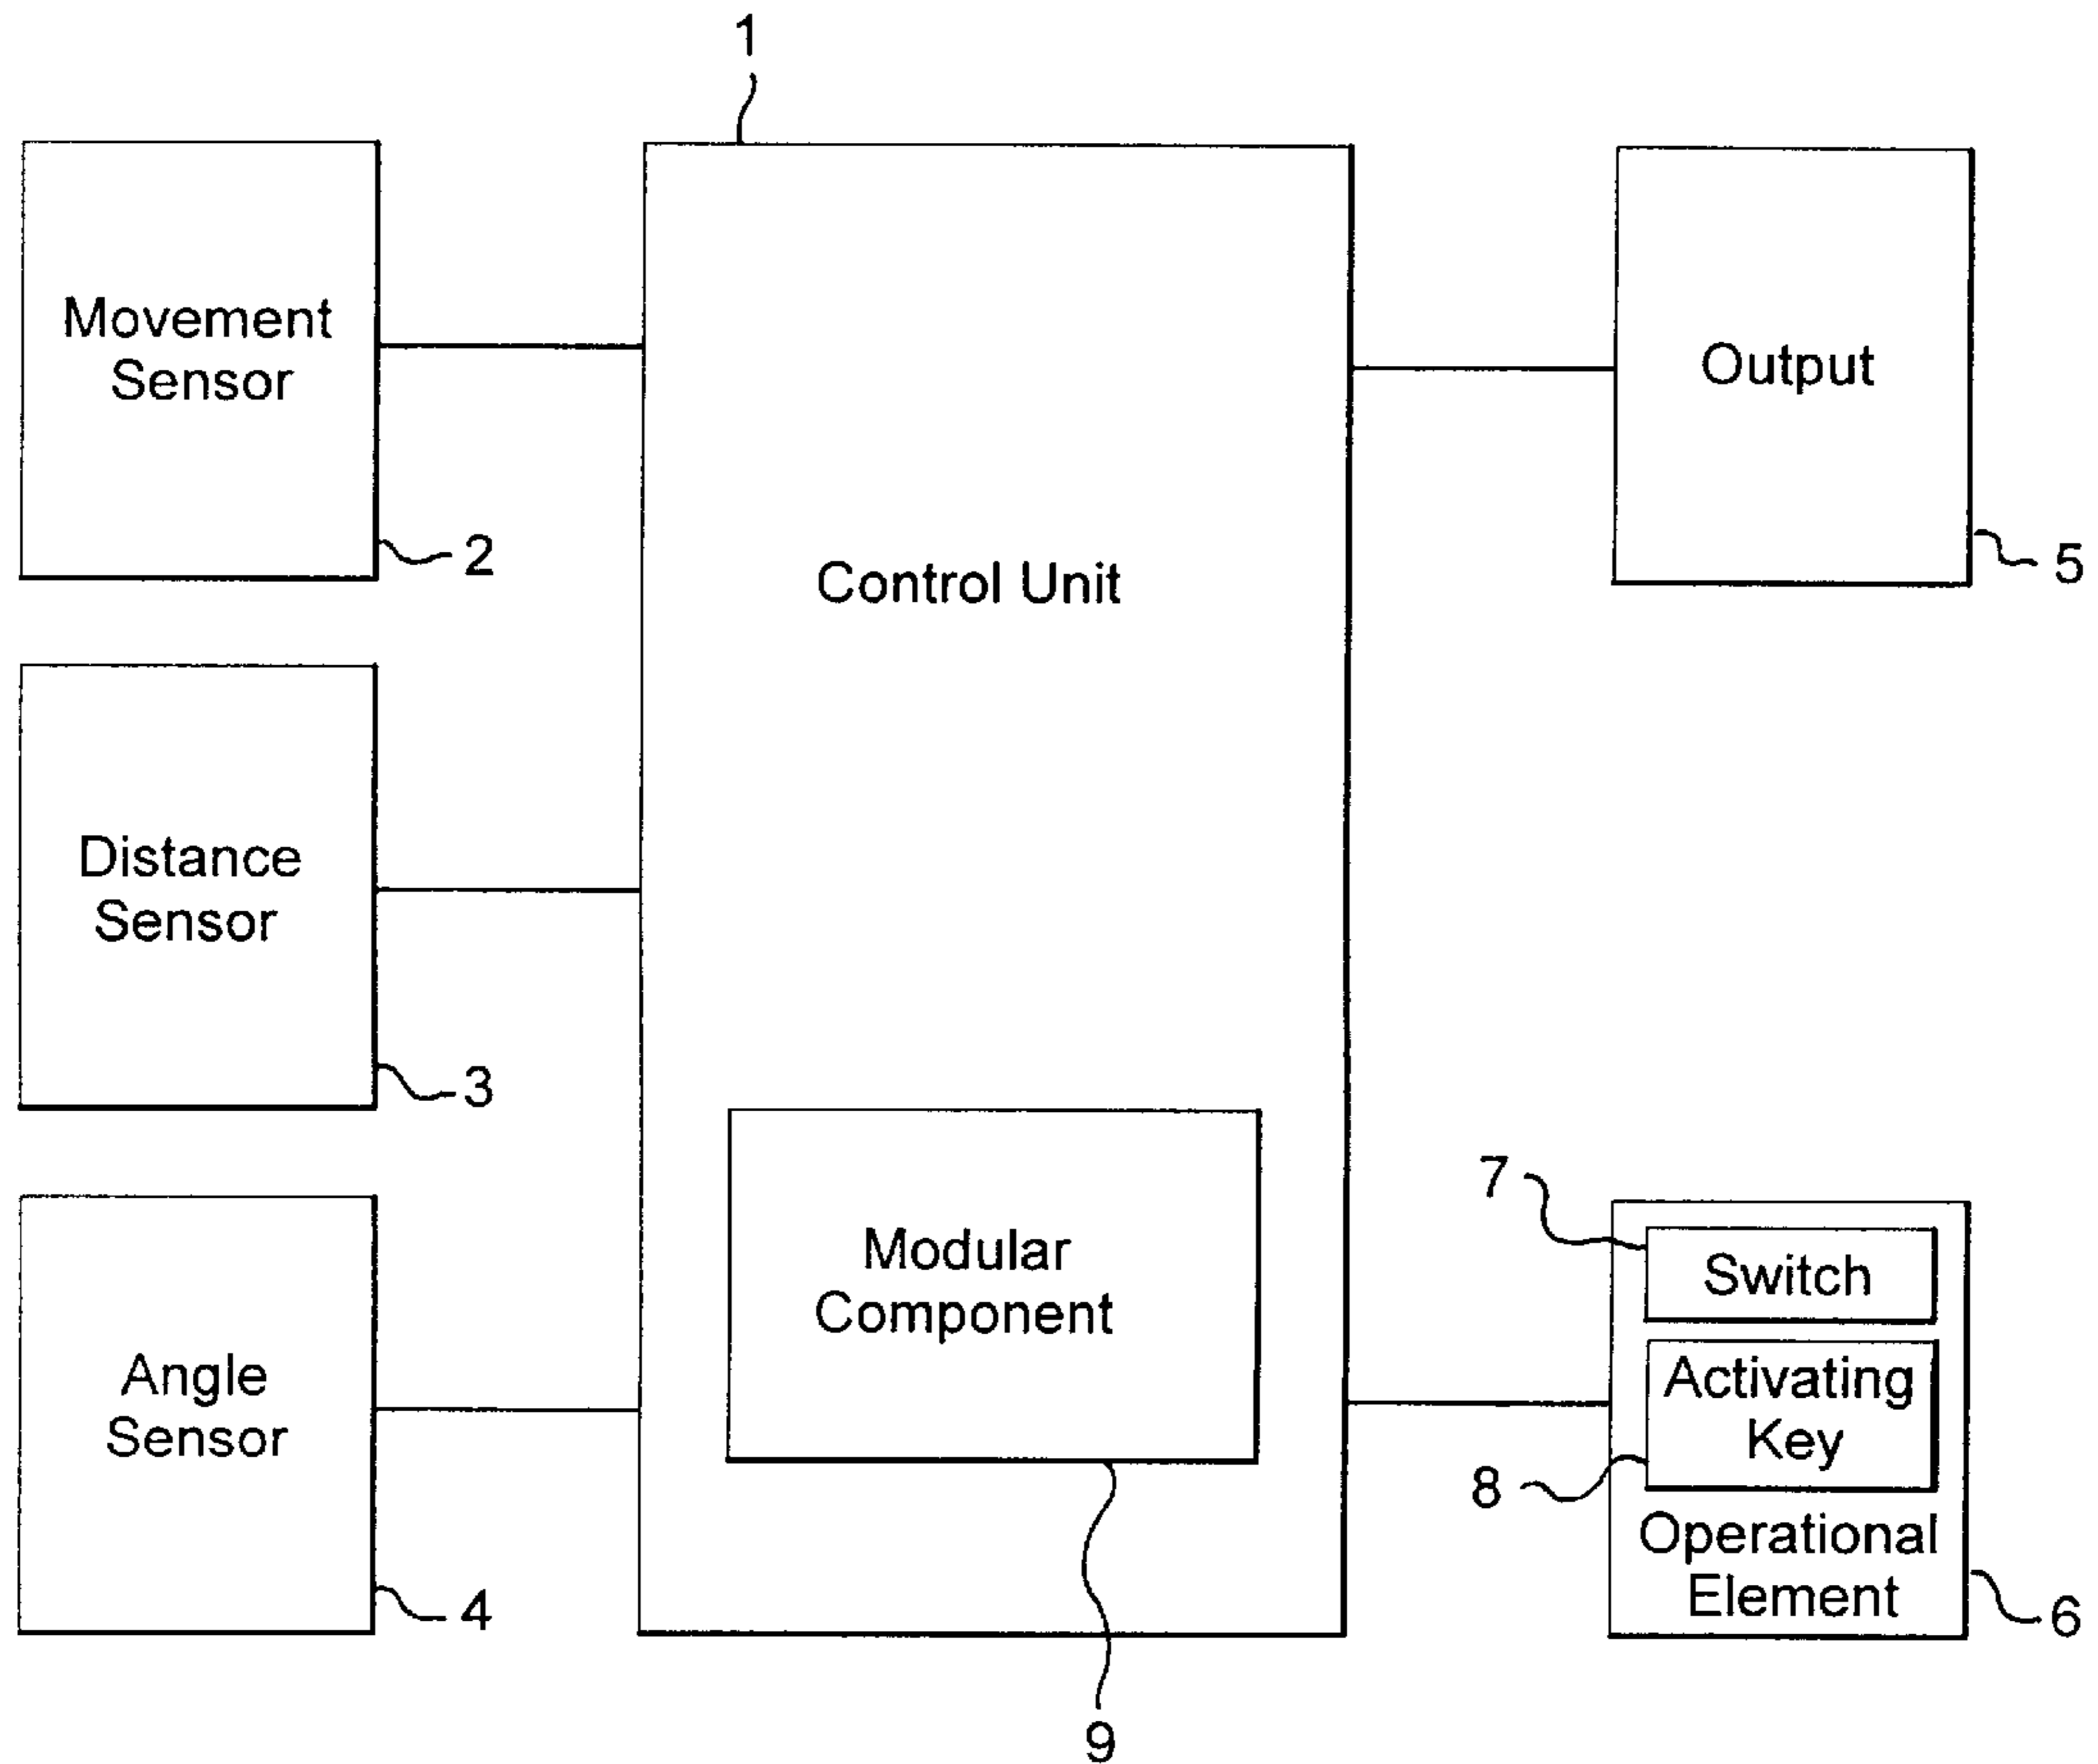 1
Movement
Sensor
2
Distance
Sensor
3
Angle
Sensor
4
Control Unit
Modular
Component
9
Output
5
7
Switch
Activating
Key
8
Operational
Element
6